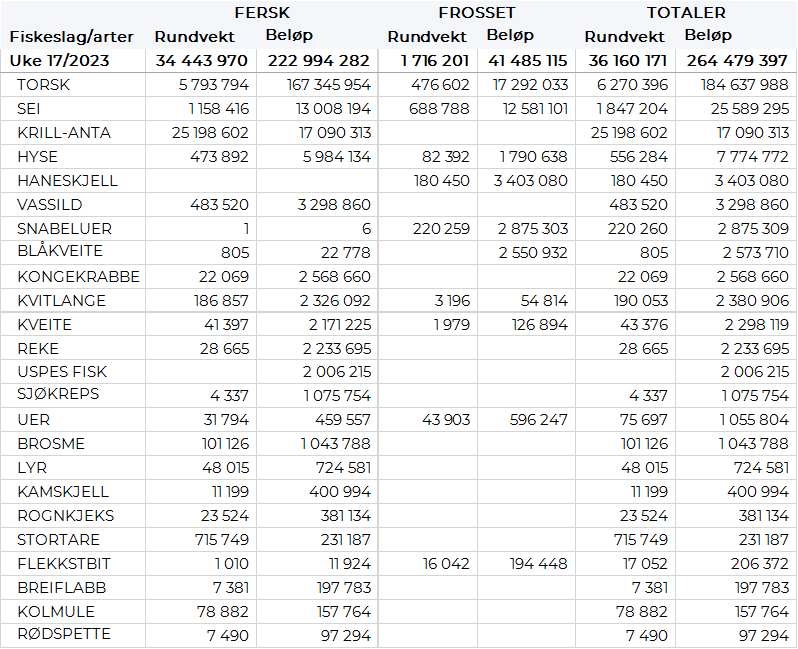 FERSK FROSSET TOTALER
Fiskeslag/arter Rundvekt Beløp Rundvekt Beløp Rundvekt Beløp
Uke 17/2023 34 443 970 222 994 282 1 716 201 41 485 115 36 160 171 264 479 397
TORSK 5 793 794 167 345 954 476 602 17 292 033 6 270 396 184 637 988
SEI 1 158 416 13 008 194 688 788 12 581 101 1 847 204 25 589 295
KRILL-ANTA 25 198 602 17 090 313 25 198 602 17 090 313
HYSE 473 892 5 984 134 82 392 1 790 638 556 284 7 774 772
HANESKJELL 180 450 3 403 080 180 450 3 403 080
VASSILD 483 520 3 298 860 483 520 3 298 860
SNABELUER 1 6 220 259 2 875 303 220 260 2 875 309
BLÅKVEITE 805 22 778 2 550 932 805 2 573 710
KONGEKRABBE 22 069 2 568 660 22 069 2 568 660
KVITLANGE 186 857 2 326 092 3 196 54 814 190 053 2 380 906
KVEITE 41 397 2 171 225 1 979 126 894 43 376 2 298 119
REKE 28 665 2 233 695 28 665 2 233 695
USPES FISK 2 006 215 2 006 215
SJØKREPS 4 337 1 075 754 4 337 1 075 754
UER 31 794 459 557 43 903 596 247 75 697 1 055 804
BROSME 101 126 1 043 788 101 126 1 043 788
LYR 48 015 724 581 48 015 724 581
KAMSKJELL 11 199 400 994 11 199 400 994
ROGNKJEKS 23 524 381 134 23 524 381 134
STORTARE 715 749 231 187 715 749 231 187
FLEKKSTBIT 1 010 11 924 16 042 194 448 17 052 206 372
BREIFLABB 7 381 197 783 7 381 197 783
KOLMULE 78 882 157 764 78 882 157 764
RØDSPETTE 7 490 97 294 7 490 97 294